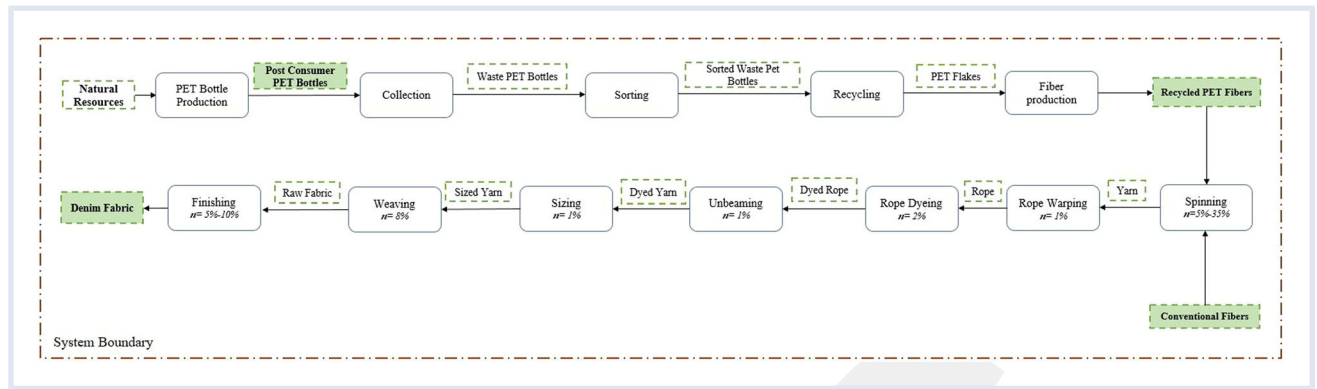 Natural
Resources
PET Bottle
Production
Post Consumer
PET Bottles
Collection
Waste PET Bottles
Sorting
Sorted Waste Pet
Bottles
Recycling
PET Flakes
Fiber
production
Recycled PET Fibers
Denim Fabric
Finishing
n= 5%-10%
Raw Fabric
Weaving
n= 8%
Sized Yarn
Sizing
n= 1%
Dyed Yarn
Unbeaming
n= 1%
Dyed Rope
Rope Dyeing
n= 2%
Rope
Rope Warping
n= 1%
Yarn
Spinning
n=5%-35%
Conventional Fibers
System Boundary